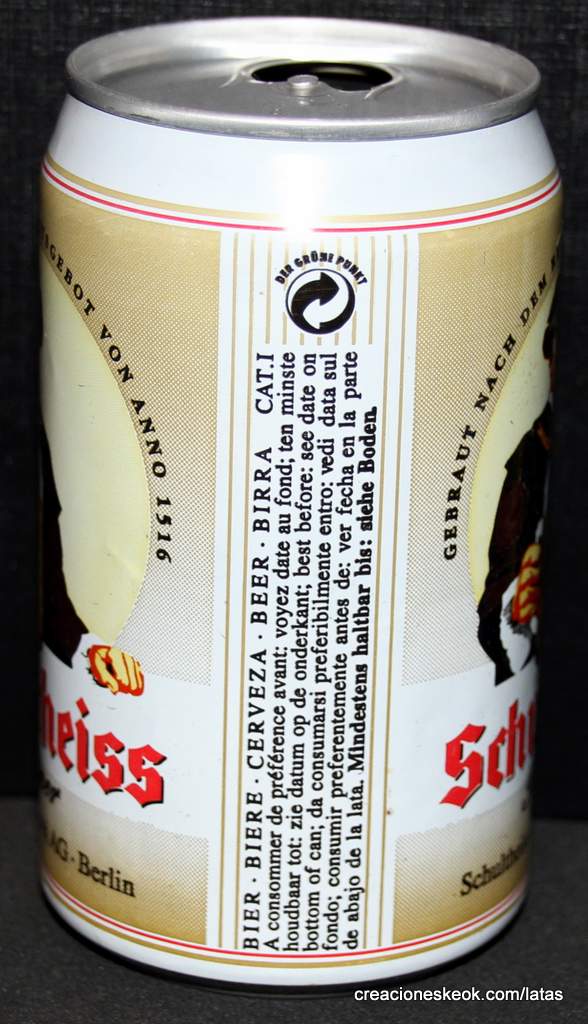 DER GRÜNE PUNKT
BIER · BIERE · CERVEZA · BEER · BIRRA CAT.I
A consommer de préférence avant: voyez date au fond; ten minste
houdbaar tot: zie datum op de onderkant; best before: see date on
bottom of can; da consumarsi preferibilmente entro: vedi data sul
fondo; consumir preferentemente antes de: ver fecha en la parte
de abajo de la lata. Mindestens haltbar bis: siehe Boden.
GEBOT VON ANNO 1516
heiss
AG · Berlin
GEBRAUT NACH DEM
Sch
Schulthe
creacioneskeok.com/latas